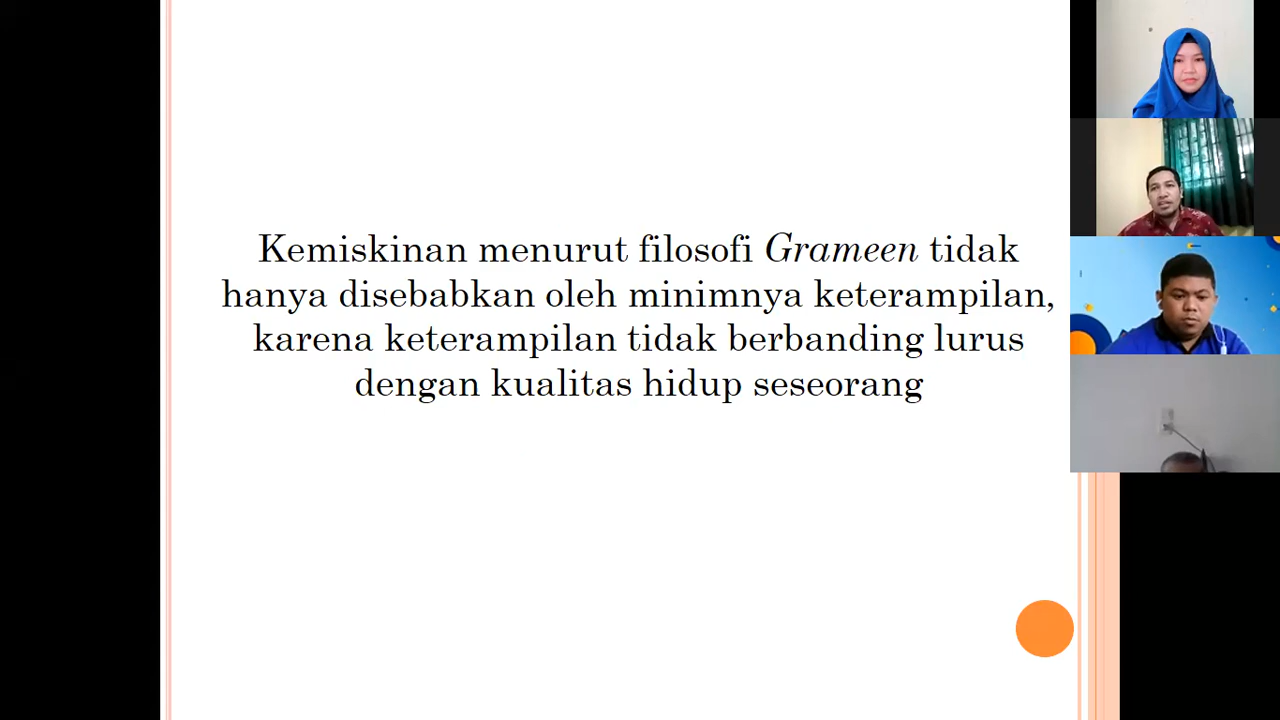 Kemiskinan menurut filosofi Grameen tidak
hanya disebabkan oleh minimnya keterampilan,
karena keterampilan tidak berbanding lurus
dengan kualitas hidup seseorang